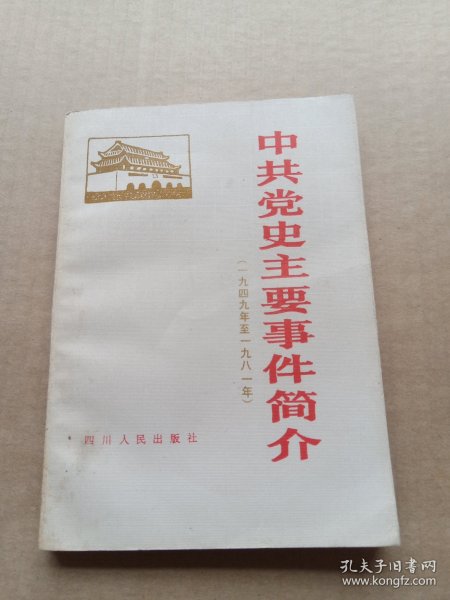 中共党史主要事件简介
（一九四九年至一九八一年）
四川人民出版社
孔夫子旧书网
www.kongfz.com